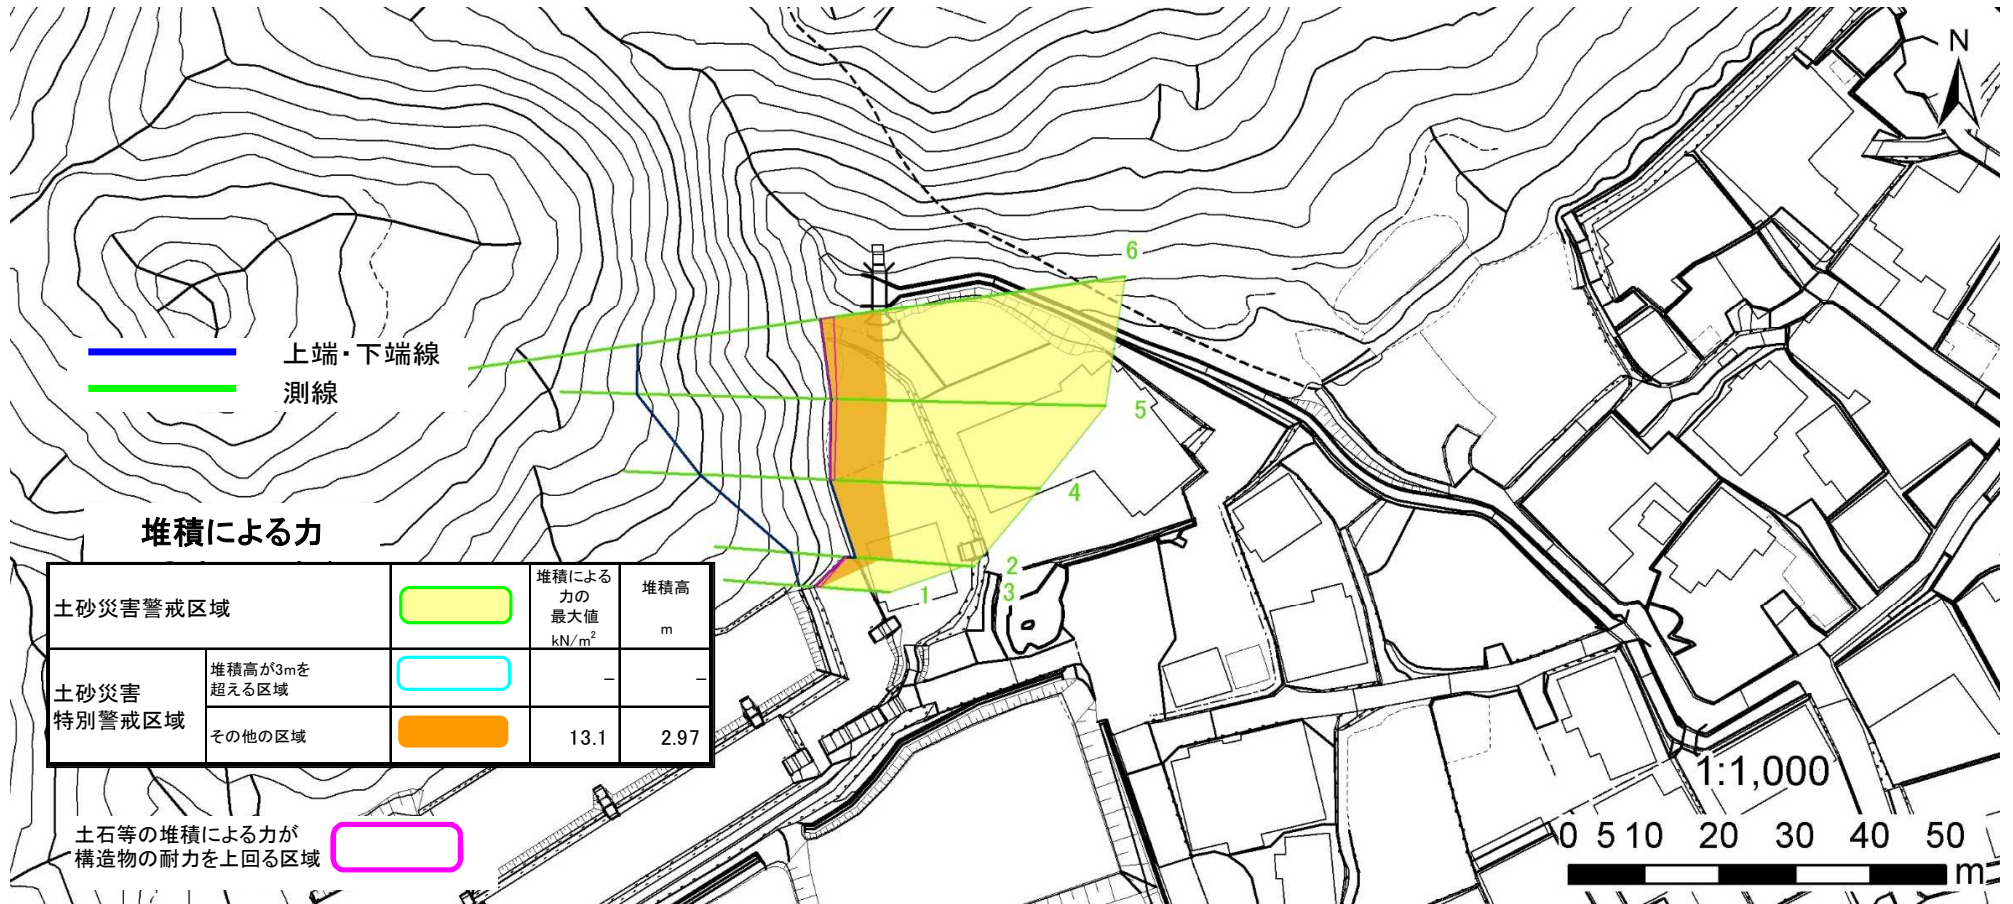 N
6
上端・下端線
測線
5
4
堆積による力
2
3
1
土砂災害警戒区域
堆積による
力の
最大値
kN/m²
堆積高
m
土砂災害
特別警戒区域
堆積高が3mを
超える区域
–
–
その他の区域
13.1
2.97
1:1,000
土石等の堆積による力が
構造物の耐力を上回る区域
0 5 10 20 30 40 50
m